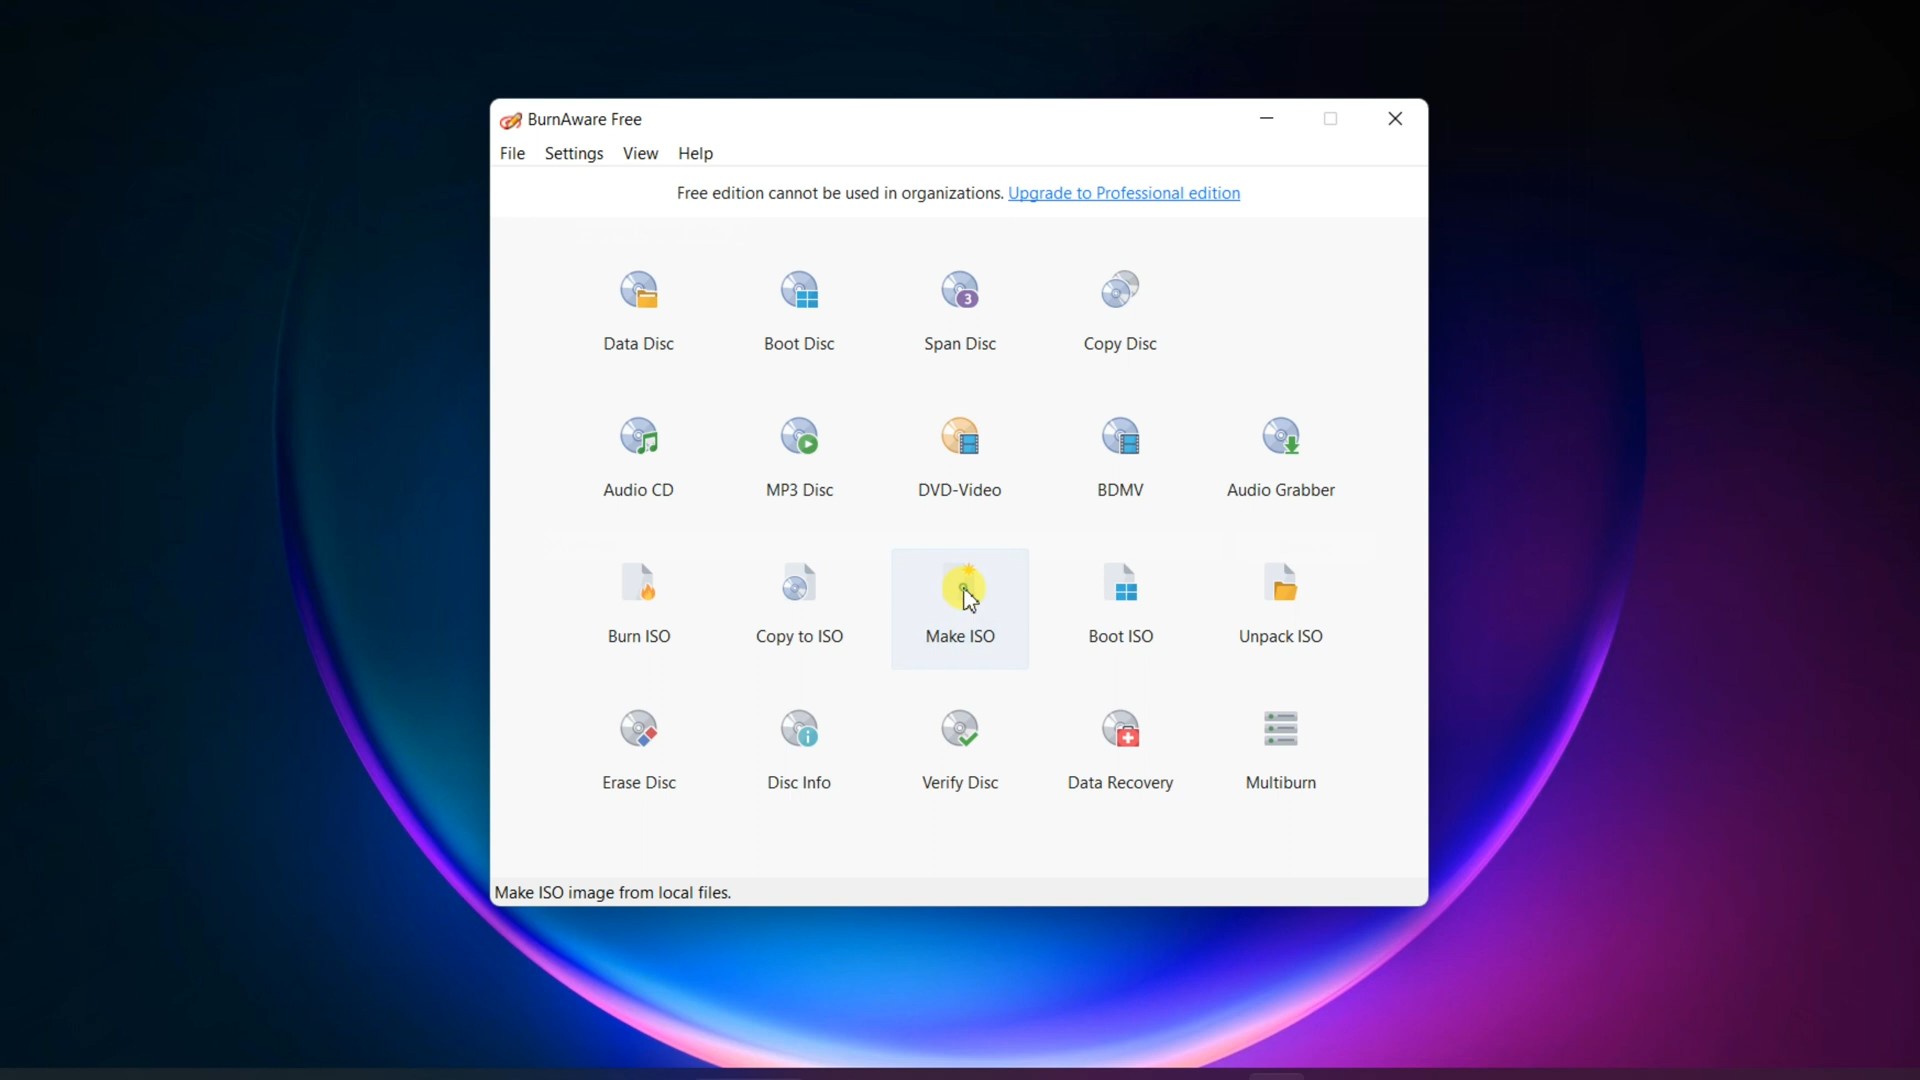 BurnAware Free
File Settings View Help
Free edition cannot be used in organizations. Upgrade to Professional edition
3
Data Disc Boot Disc Span Disc Copy Disc
Audio CD MP3 Disc DVD-Video BDMV Audio Grabber
Burn ISO Copy to ISO Make ISO Boot ISO Unpack ISO
Erase Disc Disc Info Verify Disc Data Recovery Multiburn
Make ISO image from local files.